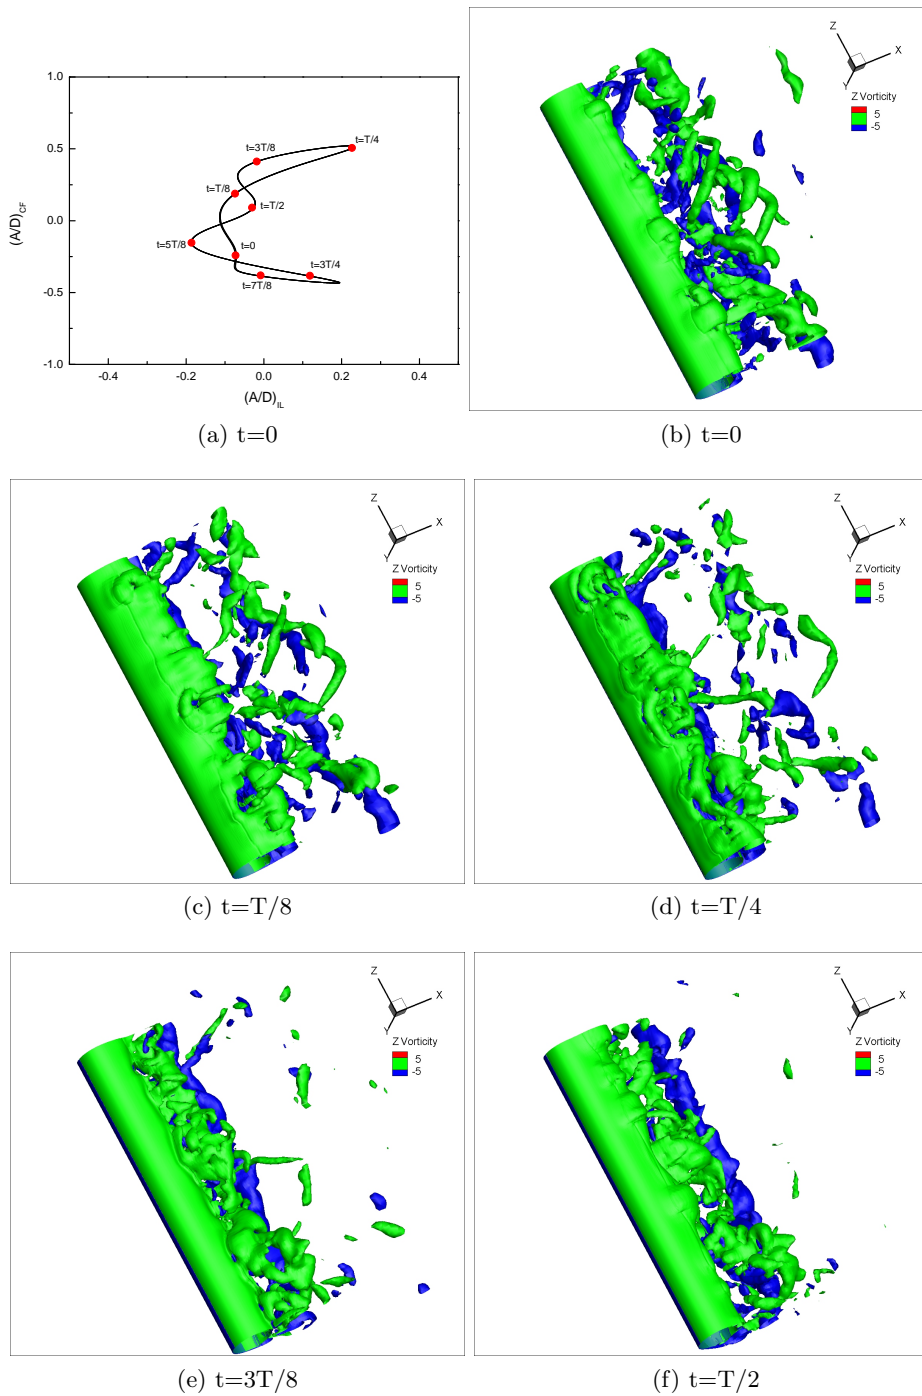 1.0
0.5
0.0
-0.5
-1.0
(A/D)CF
t=3T/8
t=T/4
t=T/8
t=T/2
t=5T/8
t=0
t=3T/4
t=7T/8
-0.4 -0.2 0.0 0.2 0.4
(A/D)IL
(a) t=0
Z
X
Y
Z Vorticity
5
-5
(b) t=0
Z
X
Y
Z Vorticity
5
-5
(c) t=T/8
Z
X
Y
Z Vorticity
5
-5
(d) t=T/4
Z
X
Y
Z Vorticity
5
-5
(e) t=3T/8
Z
X
Y
Z Vorticity
5
-5
(f) t=T/2